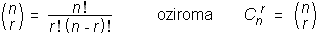 (n r) = n! / r! (n - r)! oziroma C_n^r = (n r)